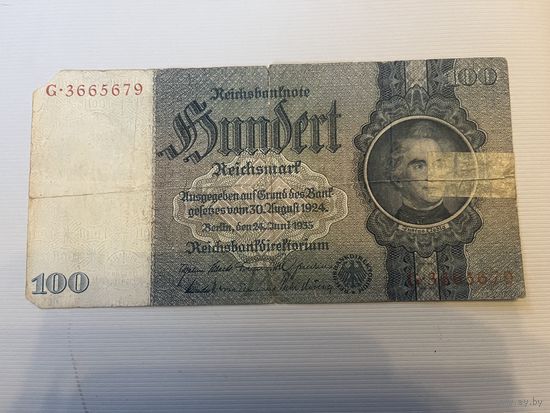 G·3665679
100
Reichsbanknote
Hundert
Reichsmark
Ausgegeben auf Grund des Bank
gesetzes vom 30. August 1924.
Berlin, den 24. Juni 1935
Reichsbankdirektorium
100
G·3665679